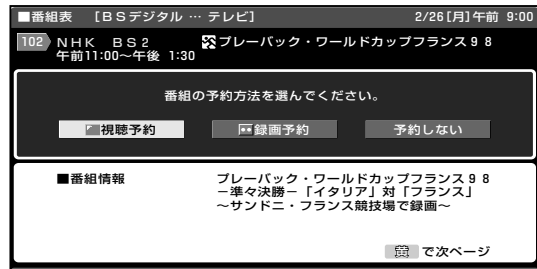 ■番組表 [BSデジタル … テレビ] 2/26[月]午前 9:00
102 NHK BS2 プレーバック・ワールドカップフランス98
午前11:00〜午後 1:30
番組の予約方法を選んでください。
視聴予約 録画予約 予約しない
■番組情報 プレーバック・ワールドカップフランス98
−準々決勝−「イタリア」対「フランス」
〜サンドニ・フランス競技場で録画〜
黄 で次ページ